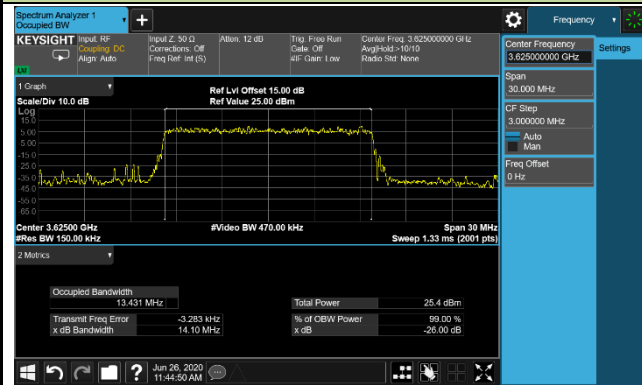 Spectrum Analyzer 1
Occupied BW
+
Frequency
KEYSIGHT
Input: RF
Coupling: DC
Align: Auto
Input Z: 50 Ω
Corrections: Off
Freq Ref: Int (S)
Atten: 12 dB
Trig: Free Run
Gate: Off
#IF Gain: Low
Center Freq: 3.625000000 GHz
Avg|Hold:>10/10
Radio Std: None
Center Frequency
3.625000000 GHz
Settings
Span
30.000 MHz
CF Step
3.000000 MHz
Auto
Man
Freq Offset
0 Hz
1 Graph
Scale/Div 10.0 dB
Ref Lvl Offset 15.00 dB
Ref Value 25.00 dBm
Log
15.0
5.00
-5.00
-15.0
-25.0
-35.0
-45.0
-55.0
-65.0
Center 3.62500 GHz
#Video BW 470.00 kHz
Span 30 MHz
#Res BW 150.00 kHz
Sweep 1.33 ms (2001 pts)
2 Metrics
Occupied Bandwidth
13.431 MHz
Total Power
25.4 dBm
Transmit Freq Error
-3.283 kHz
% of OBW Power
99.00 %
x dB Bandwidth
14.10 MHz
x dB
-26.00 dB
?
Jun 26, 2020
11:44:50 AM